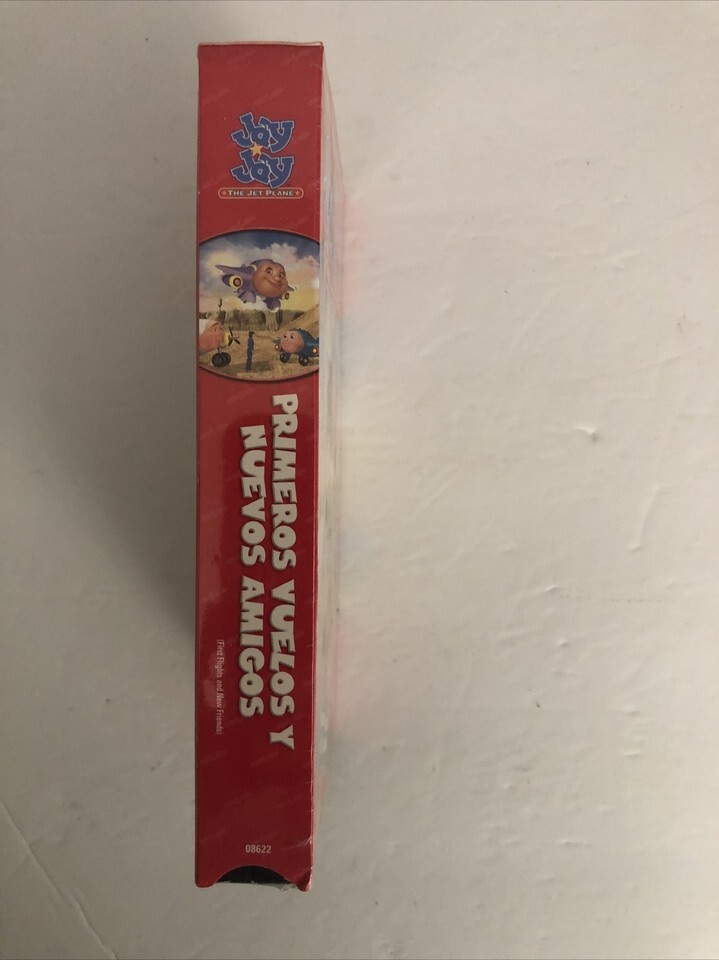 Jay
Jay
THE JET PLANE
PRIMEROS VUELOS Y
NUEVOS AMIGOS
(First Flights and New Friends)
08622